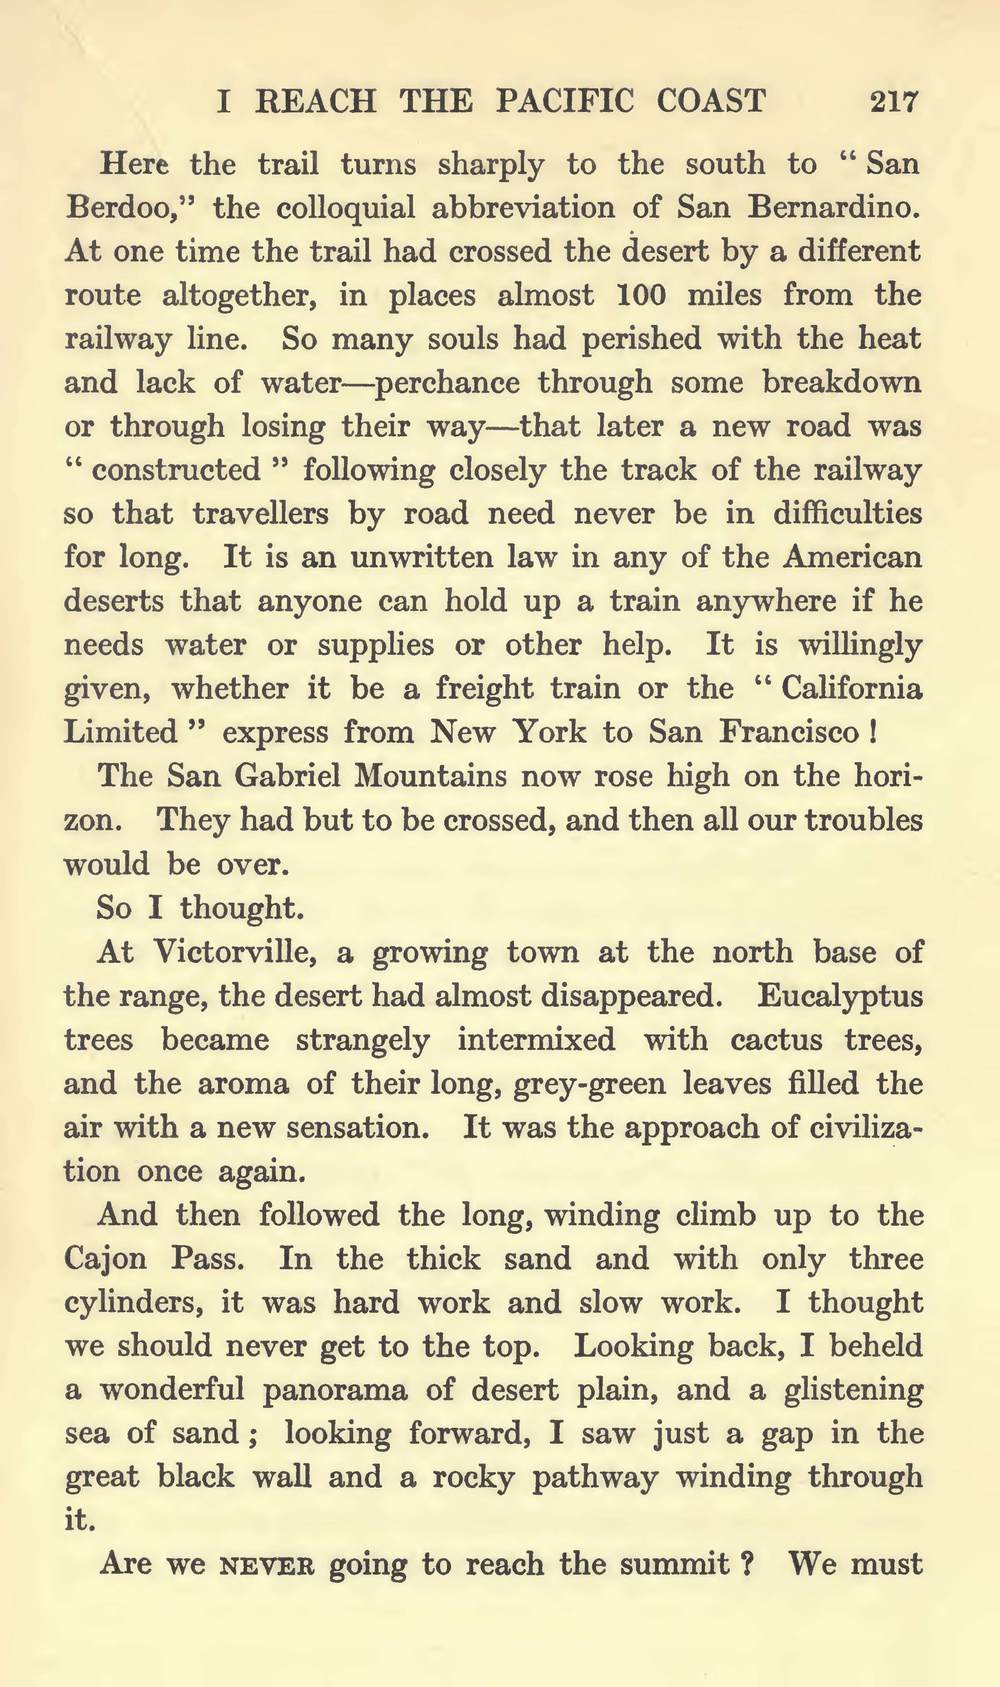 I REACH THE PACIFIC COAST 217
Here the trail turns sharply to the south to “ San
Berdoo,” the colloquial abbreviation of San Bernardino.
At one time the trail had crossed the desert by a different
route altogether, in places almost 100 miles from the
railway line. So many souls had perished with the heat
and lack of water—perchance through some breakdown
or through losing their way—that later a new road was
“ constructed ” following closely the track of the railway
so that travellers by road need never be in difficulties
for long. It is an unwritten law in any of the American
deserts that anyone can hold up a train anywhere if he
needs water or supplies or other help. It is willingly
given, whether it be a freight train or the “ California
Limited ” express from New York to San Francisco !
The San Gabriel Mountains now rose high on the hori-
zon. They had but to be crossed, and then all our troubles
would be over.
So I thought.
At Victorville, a growing town at the north base of
the range, the desert had almost disappeared. Eucalyptus
trees became strangely intermixed with cactus trees,
and the aroma of their long, grey-green leaves filled the
air with a new sensation. It was the approach of civiliza-
tion once again.
And then followed the long, winding climb up to the
Cajon Pass. In the thick sand and with only three
cylinders, it was hard work and slow work. I thought
we should never get to the top. Looking back, I beheld
a wonderful panorama of desert plain, and a glistening
sea of sand ; looking forward, I saw just a gap in the
great black wall and a rocky pathway winding through
it.
Are we NEVER going to reach the summit ? We must